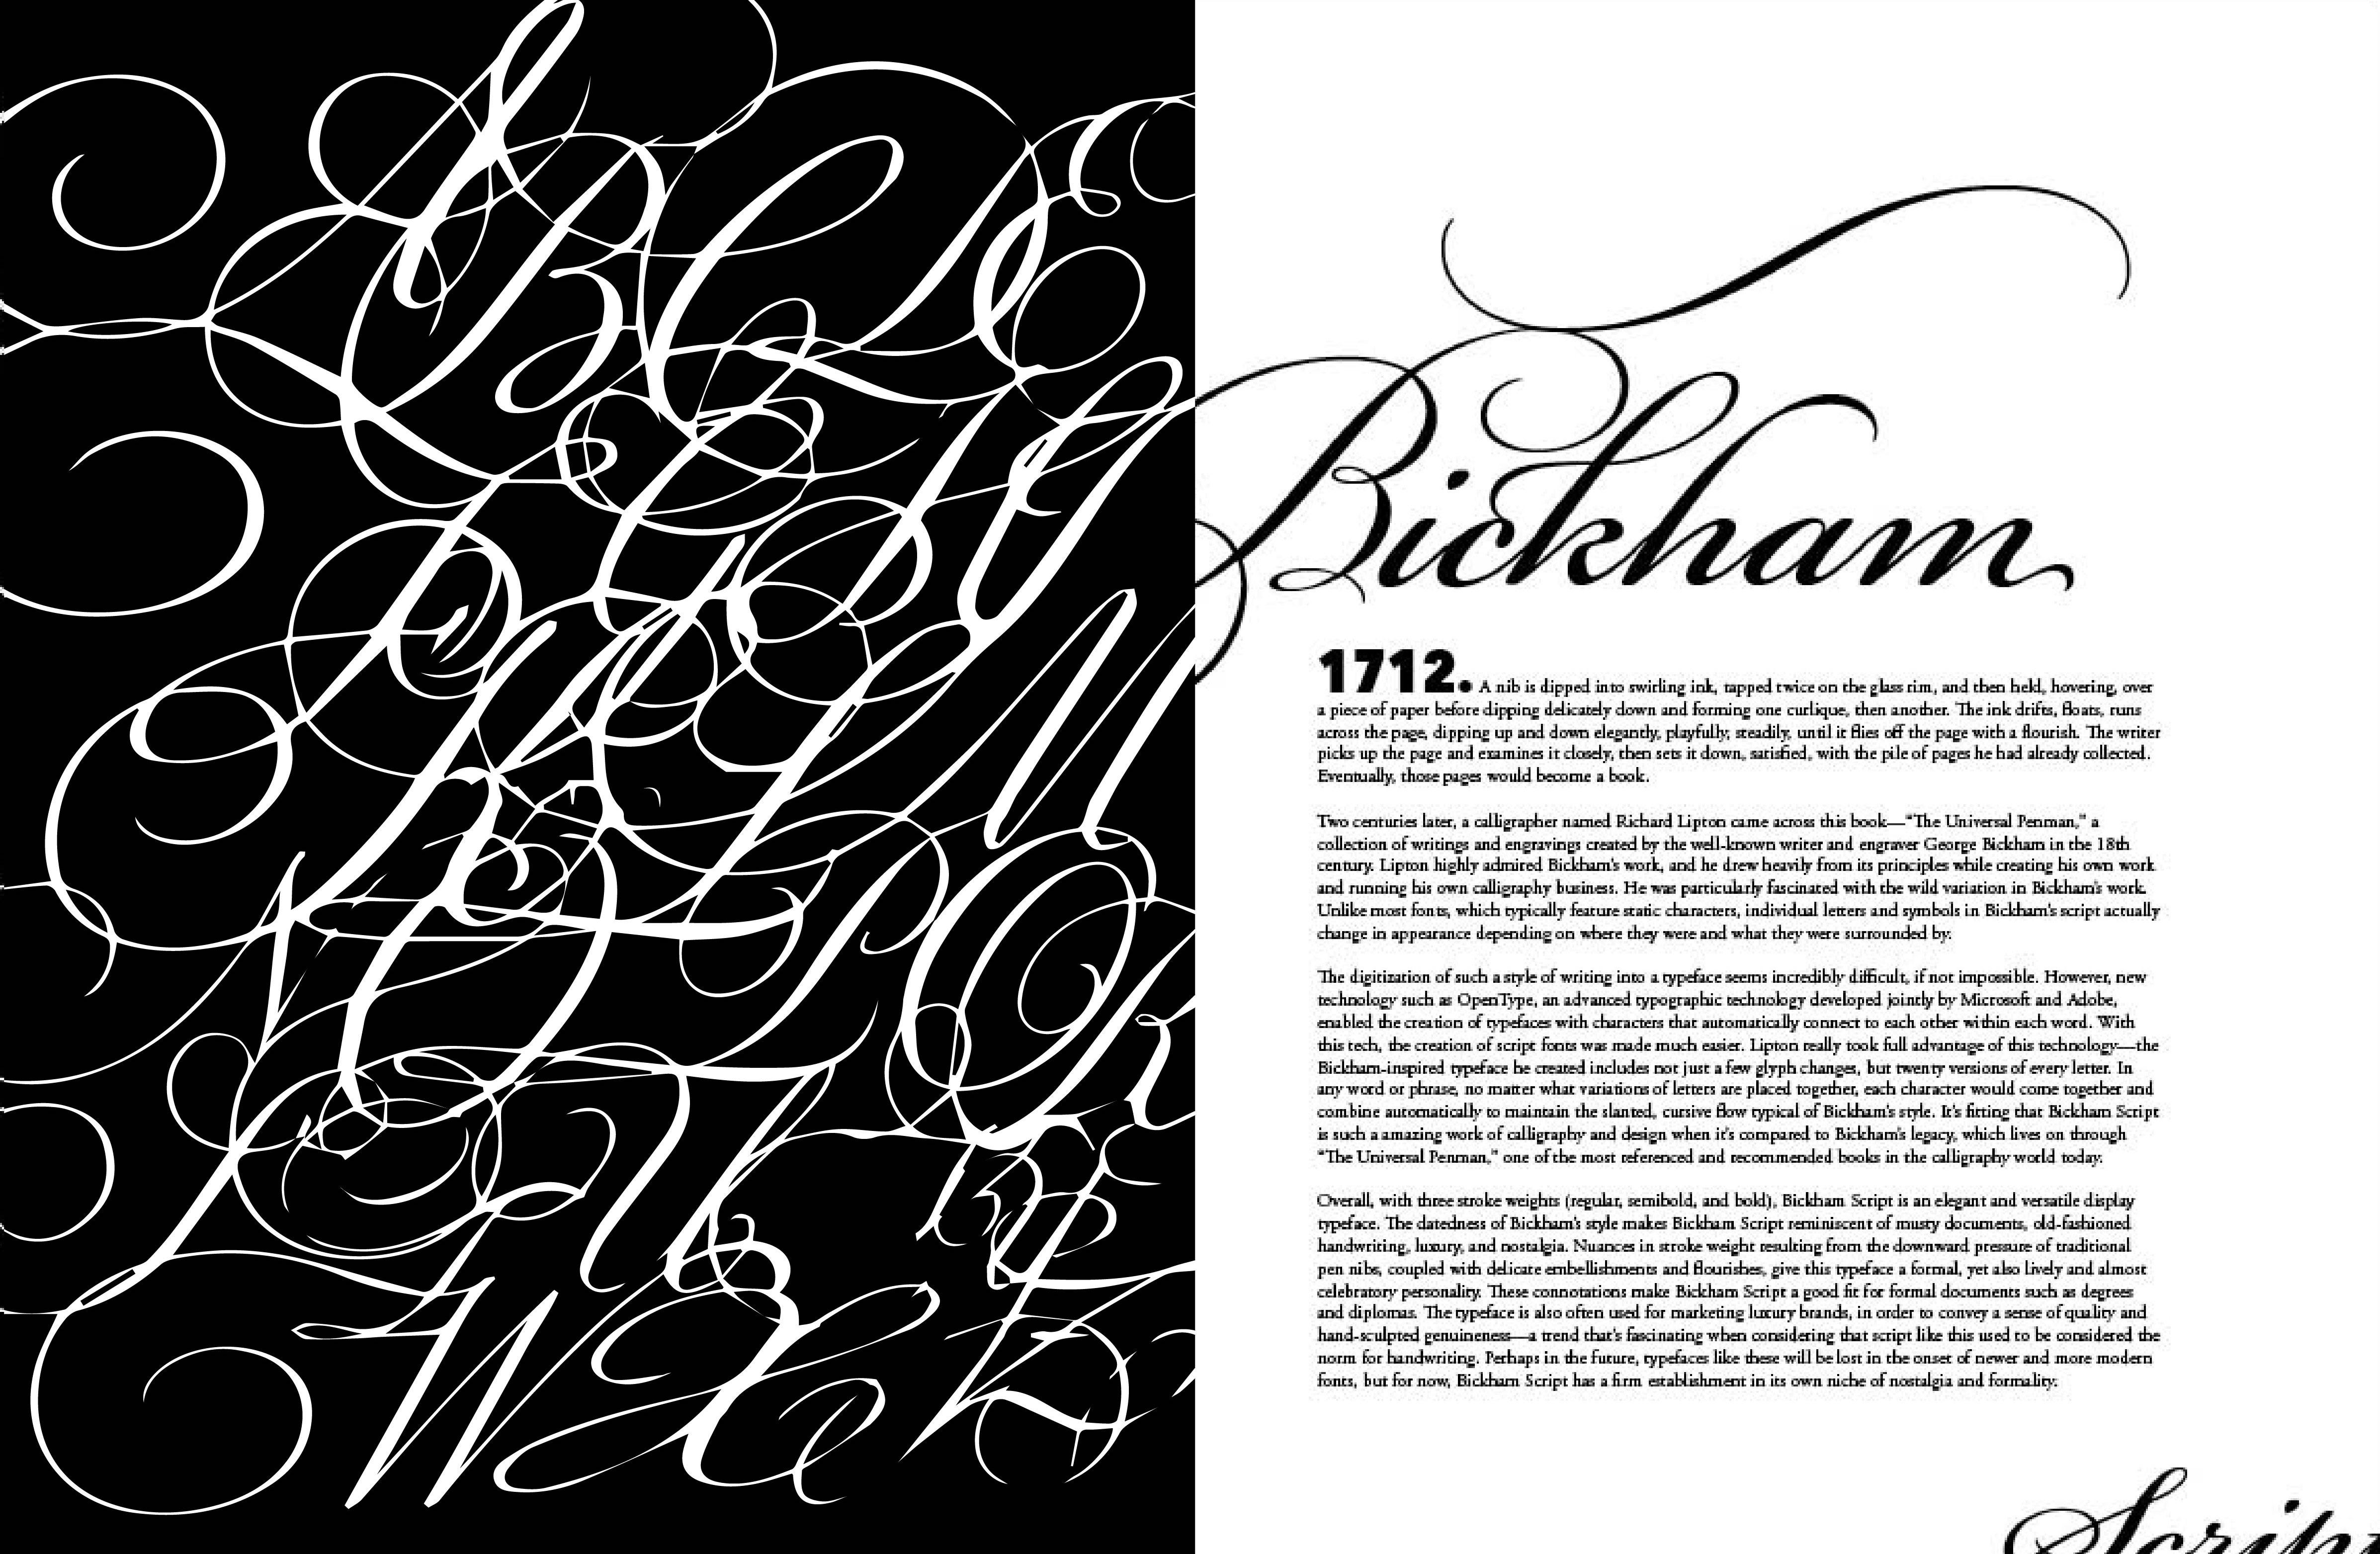 Bickham
1712. A nib is dipped into swirling ink, tapped twice on the glass rim, and then held, hovering, over
a piece of paper before dipping delicately down and forming one curlique, then another. The ink drifts, floats, runs
across the page, dipping up and down elegantly, playfully, steadily, until it flies off the page with a flourish. The writer
picks up the page and examines it closely, then sets it down, satisfied, with the pile of pages he had already collected.
Eventually, those pages would become a book.
Two centuries later, a calligrapher named Richard Lipton came across this book—“The Universal Penman,” a
collection of writings and engravings created by the well-known writer and engraver George Bickham in the 18th
century. Lipton highly admired Bickham’s work, and he drew heavily from its principles while creating his own work
and running his own calligraphy business. He was particularly fascinated with the wild variation in Bickham’s work.
Unlike most fonts, which typically feature static characters, individual letters and symbols in Bickham’s script actually
change in appearance depending on where they were and what they were surrounded by.
The digitization of such a style of writing into a typeface seems incredibly difficult, if not impossible. However, new
technology such as OpenType, an advanced typographic technology developed jointly by Microsoft and Adobe,
enabled the creation of typefaces with characters that automatically connect to each other within each word. With
this tech, the creation of script fonts was made much easier. Lipton really took full advantage of this technology—the
Bickham-inspired typeface he created includes not just a few glyph changes, but twenty versions of every letter. In
any word or phrase, no matter what variations of letters are placed together, each character would come together and
combine automatically to maintain the slanted, cursive flow typical of Bickham’s style. It’s fitting that Bickham Script
is such a amazing work of calligraphy and design when it’s compared to Bickham’s legacy, which lives on through
“The Universal Penman,” one of the most referenced and recommended books in the calligraphy world today.
Overall, with three stroke weights (regular, semibold, and bold), Bickham Script is an elegant and versatile display
typeface. The datedness of Bickham’s style makes Bickham Script reminiscent of musty documents, old-fashioned
handwriting, luxury, and nostalgia. Nuances in stroke weight resulting from the downward pressure of traditional
pen nibs, coupled with delicate embellishments and flourishes, give this typeface a formal, yet also lively and almost
celebratory personality. These connotations make Bickham Script a good fit for formal documents such as degrees
and diplomas. The typeface is also often used for marketing luxury brands, in order to convey a sense of quality and
hand-sculpted genuineness—a trend that’s fascinating when considering that script like this used to be considered the
norm for handwriting. Perhaps in the future, typefaces like these will be lost in the onset of newer and more modern
fonts, but for now, Bickham Script has a firm establishment in its own niche of nostalgia and formality.
Scrip